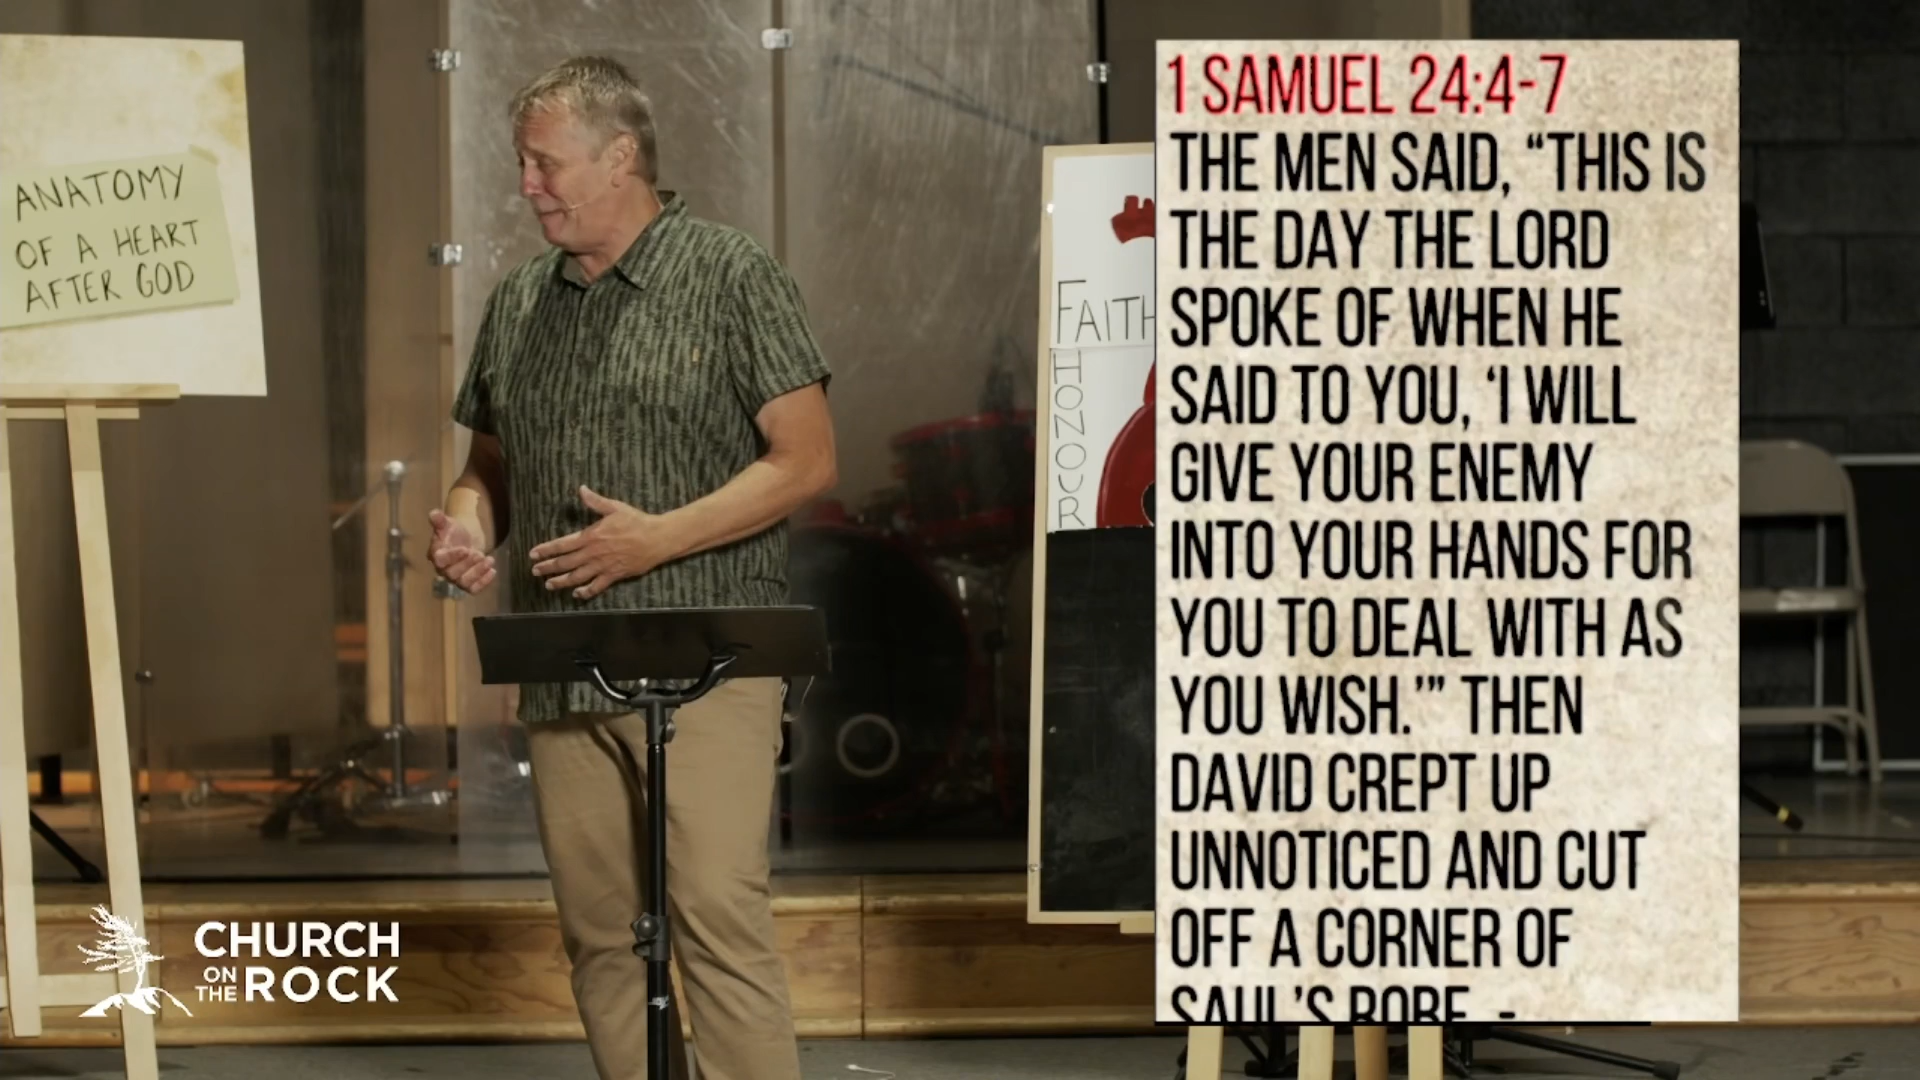 ANATOMY
OF A HEART
AFTER GOD
FAITH
HONOUR
1 SAMUEL 24:4-7
THE MEN SAID, “THIS IS
THE DAY THE LORD
SPOKE OF WHEN HE
SAID TO YOU, ‘I WILL
GIVE YOUR ENEMY
INTO YOUR HANDS FOR
YOU TO DEAL WITH AS
YOU WISH.’” THEN
DAVID CREPT UP
UNNOTICED AND CUT
OFF A CORNER OF
SAUL’S ROBE. -
CHURCH
ON
THE ROCK